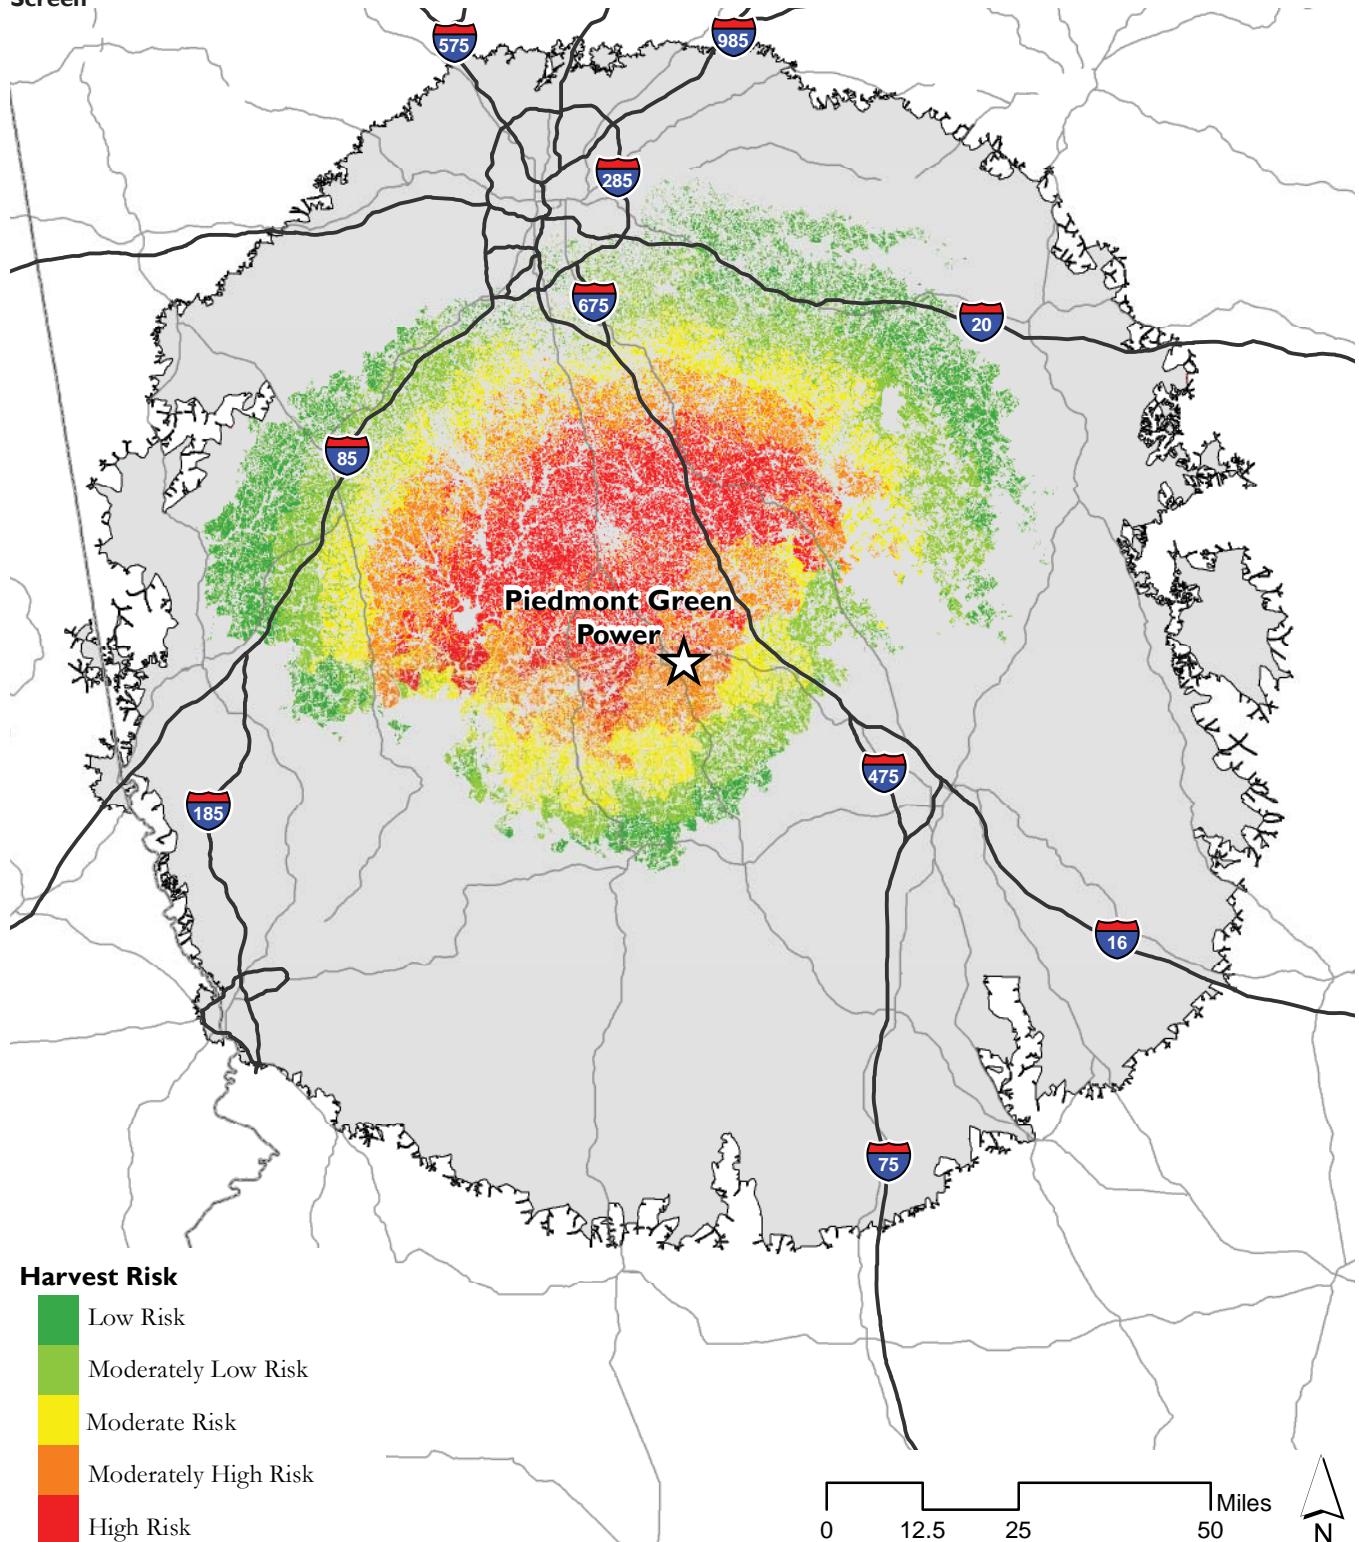 Screen
575
985
285
675
20
85
Piedmont Green
Power
475
185
16
75
Harvest Risk
Low Risk
Moderately Low Risk
Moderate Risk
Moderately High Risk
High Risk
Miles
0 12.5 25 50
N